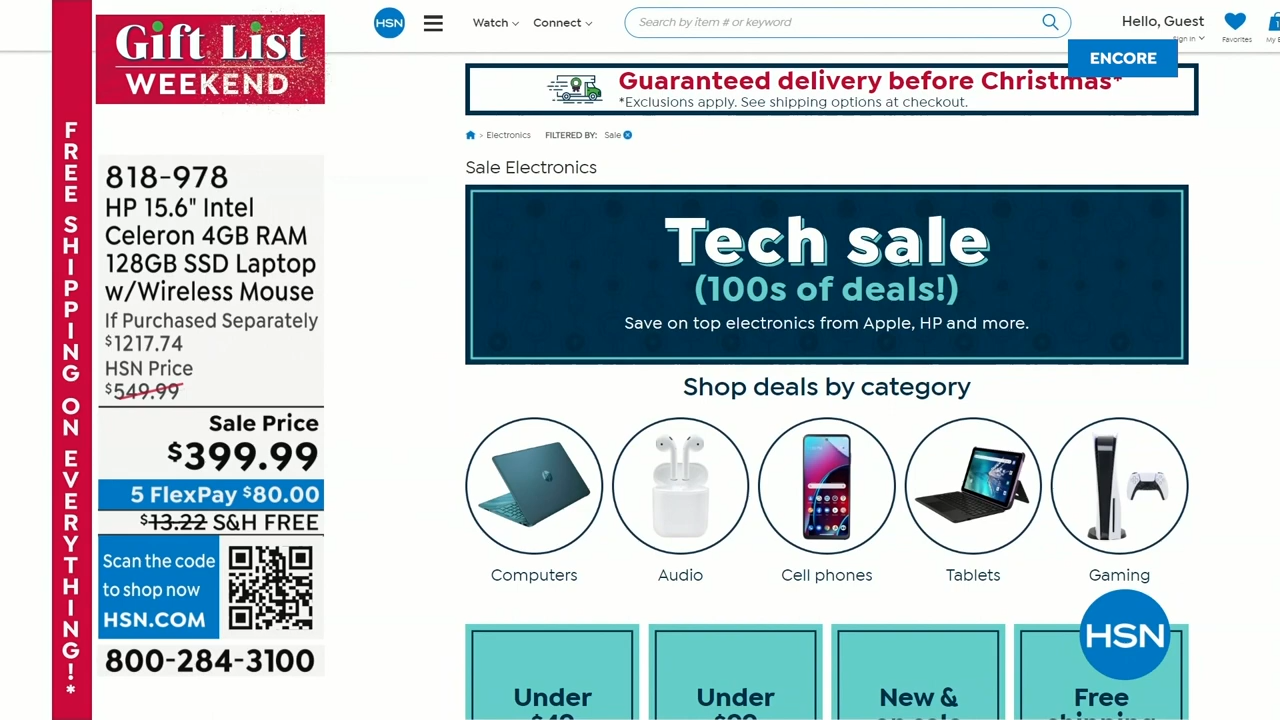 Gift List
WEEKEND
FREE SHIPPING ON EVERYTHING!*
818-978
HP 15.6" Intel
Celeron 4GB RAM
128GB SSD Laptop
w/Wireless Mouse
If Purchased Separately
$1217.74
HSN Price
$549.99
Sale Price
$399.99
5 FlexPay $80.00
$13.22 S&H FREE
Scan the code
to shop now
HSN.COM
800-284-3100
HSN
Watch
Connect
Search by item # or keyword
Hello, Guest
Sign In
Favorites
ENCORE
Guaranteed delivery before Christmas*
*Exclusions apply. See shipping options at checkout.
> Electronics FILTERED BY: Sale
Sale Electronics
Tech sale
(100s of deals!)
Save on top electronics from Apple, HP and more.
Shop deals by category
Computers Audio Cell phones Tablets Gaming
HSN
Under Under New & Free